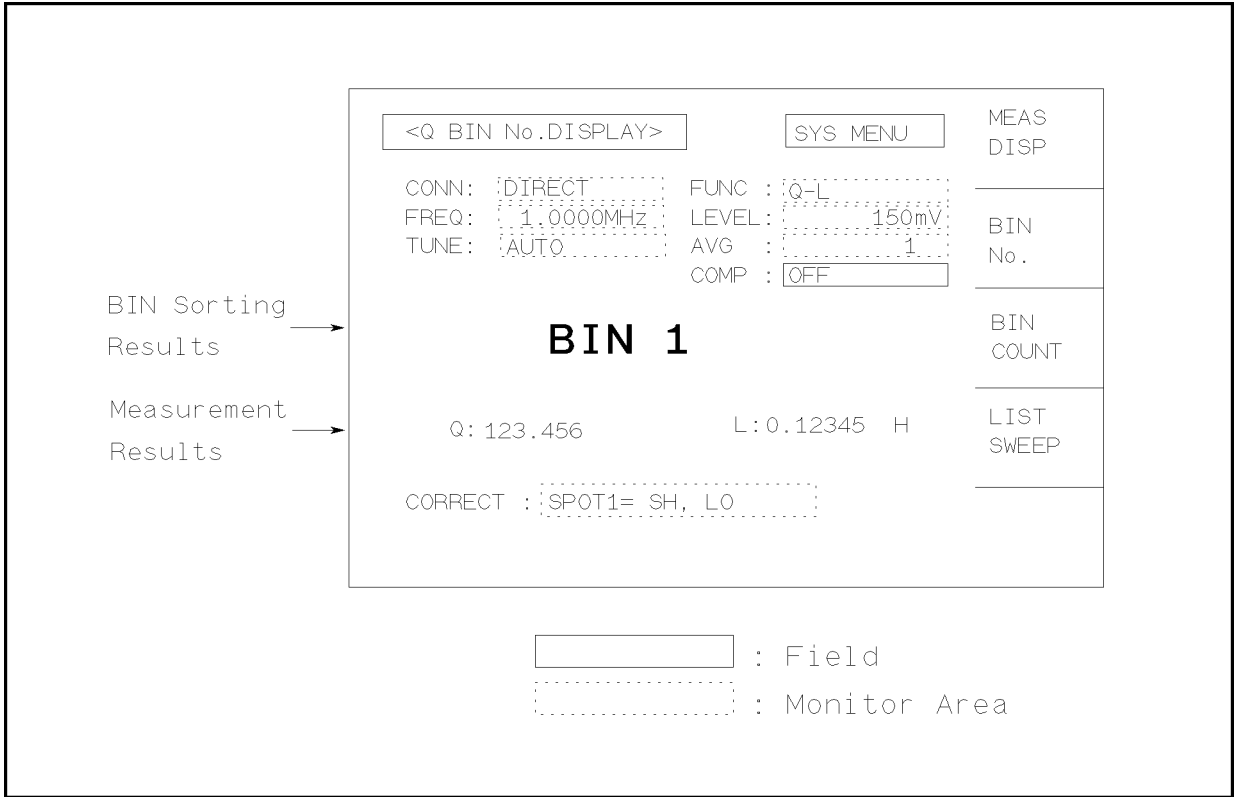 <Q BIN No.DISPLAY>
SYS MENU
MEAS
DISP
CONN: DIRECT
FUNC : Q-L
FREQ: 1.0000MHz
LEVEL: 150mV
TUNE: AUTO
AVG : 1
COMP : OFF
BIN
No.
BIN Sorting
Results
BIN 1
BIN
COUNT
Measurement
Results
Q: 123.456
L:0.12345 H
LIST
SWEEP
CORRECT : SPOT1= SH, LO
: Field
: Monitor Area